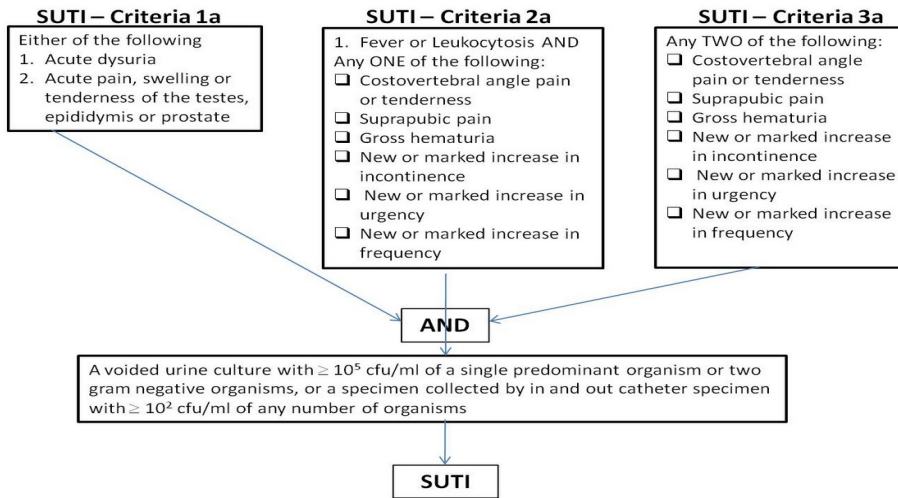 SUTI – Criteria 1a
Either of the following
1. Acute dysuria
2. Acute pain, swelling or
tenderness of the testes,
epididymis or prostate
SUTI – Criteria 2a
1. Fever or Leukocytosis AND
Any ONE of the following:
❑ Costovertebral angle pain
or tenderness
❑ Suprapubic pain
❑ Gross hematuria
❑ New or marked increase in
incontinence
❑ New or marked increase in
urgency
❑ New or marked increase in
frequency
SUTI – Criteria 3a
Any TWO of the following:
❑ Costovertebral angle
pain or tenderness
❑ Suprapubic pain
❑ Gross hematuria
❑ New or marked increase
in incontinence
❑ New or marked increase
in urgency
❑ New or marked increase
in frequency
AND
A voided urine culture with ≥ 10⁵ cfu/ml of a single predominant organism or two
gram negative organisms, or a specimen collected by in and out catheter specimen
with ≥ 10² cfu/ml of any number of organisms
SUTI